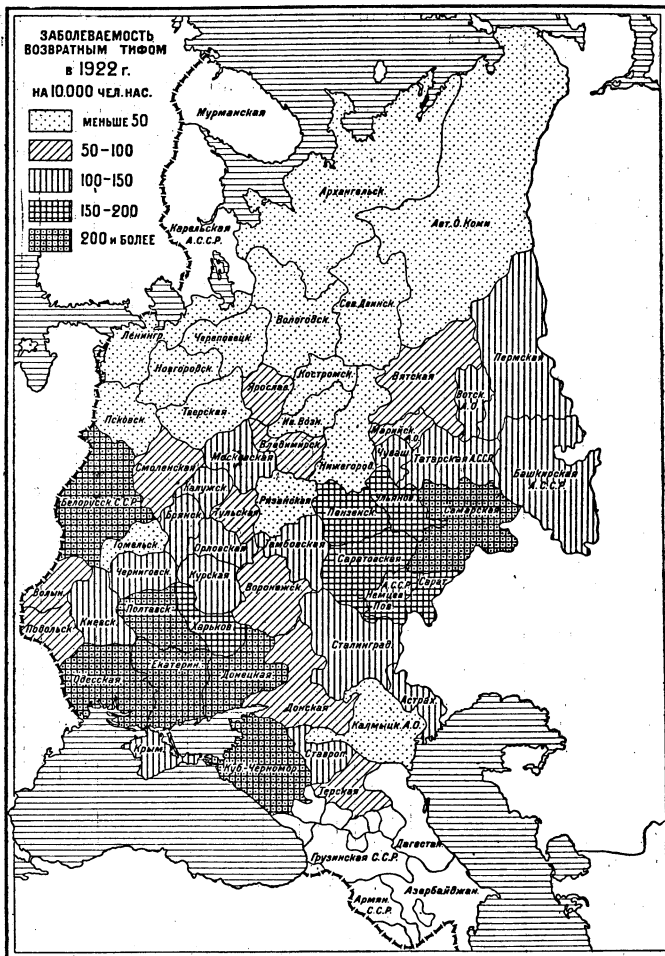 ЗАБОЛЕВАЕМОСТЬ
ВОЗВРАТНЫМ ТИФОМ
в 1922 г.
НА 10.000 ЧЕЛ. НАС.
МЕНЬШЕ 50
50–100
100–150
150–200
200 и БОЛЕЕ
Мурманская
Архангельск.
Авт. О. Коми
Карельская
А.С.С.Р.
Вологодск.
Сев. Двинск.
Ленингр.
Череповецк.
Новгородск.
Костромск.
Вятская
Пермская
Вотск.
А.О.
Ярослав.
Тверская
Ив. Возн.
Псковск.
Марийск.
А.О.
Владимирск.
Московская
Чуваш.
Татарская А.С.С.Р.
Смоленская
Нижегород.
Башкирская
А.С.С.Р.
Калужск.
Рязанская
Ульянов.
Белорусск. С.С.Р.
Брянск.
Тульская
Пензенск.
Самарская
Гомельск.
Орловская
Тамбовская
Саратовская
Черниговск.
Курская
А.С.С.Р.
Сарат.
Немцев
Пов.
Волын.
Воронежск.
Полтавск.
Киевск.
Харьков.
Подольск.
Сталинград.
Екатерин.
Одесская
Донецкая
Астрах.
Донская
Калмыцк. А.О.
Крым.
Ставроп.
Куб-Черномор.
Терская
Дагестан.
Грузинская С.С.Р.
Азербайджан.
Армян.
С.С.Р.